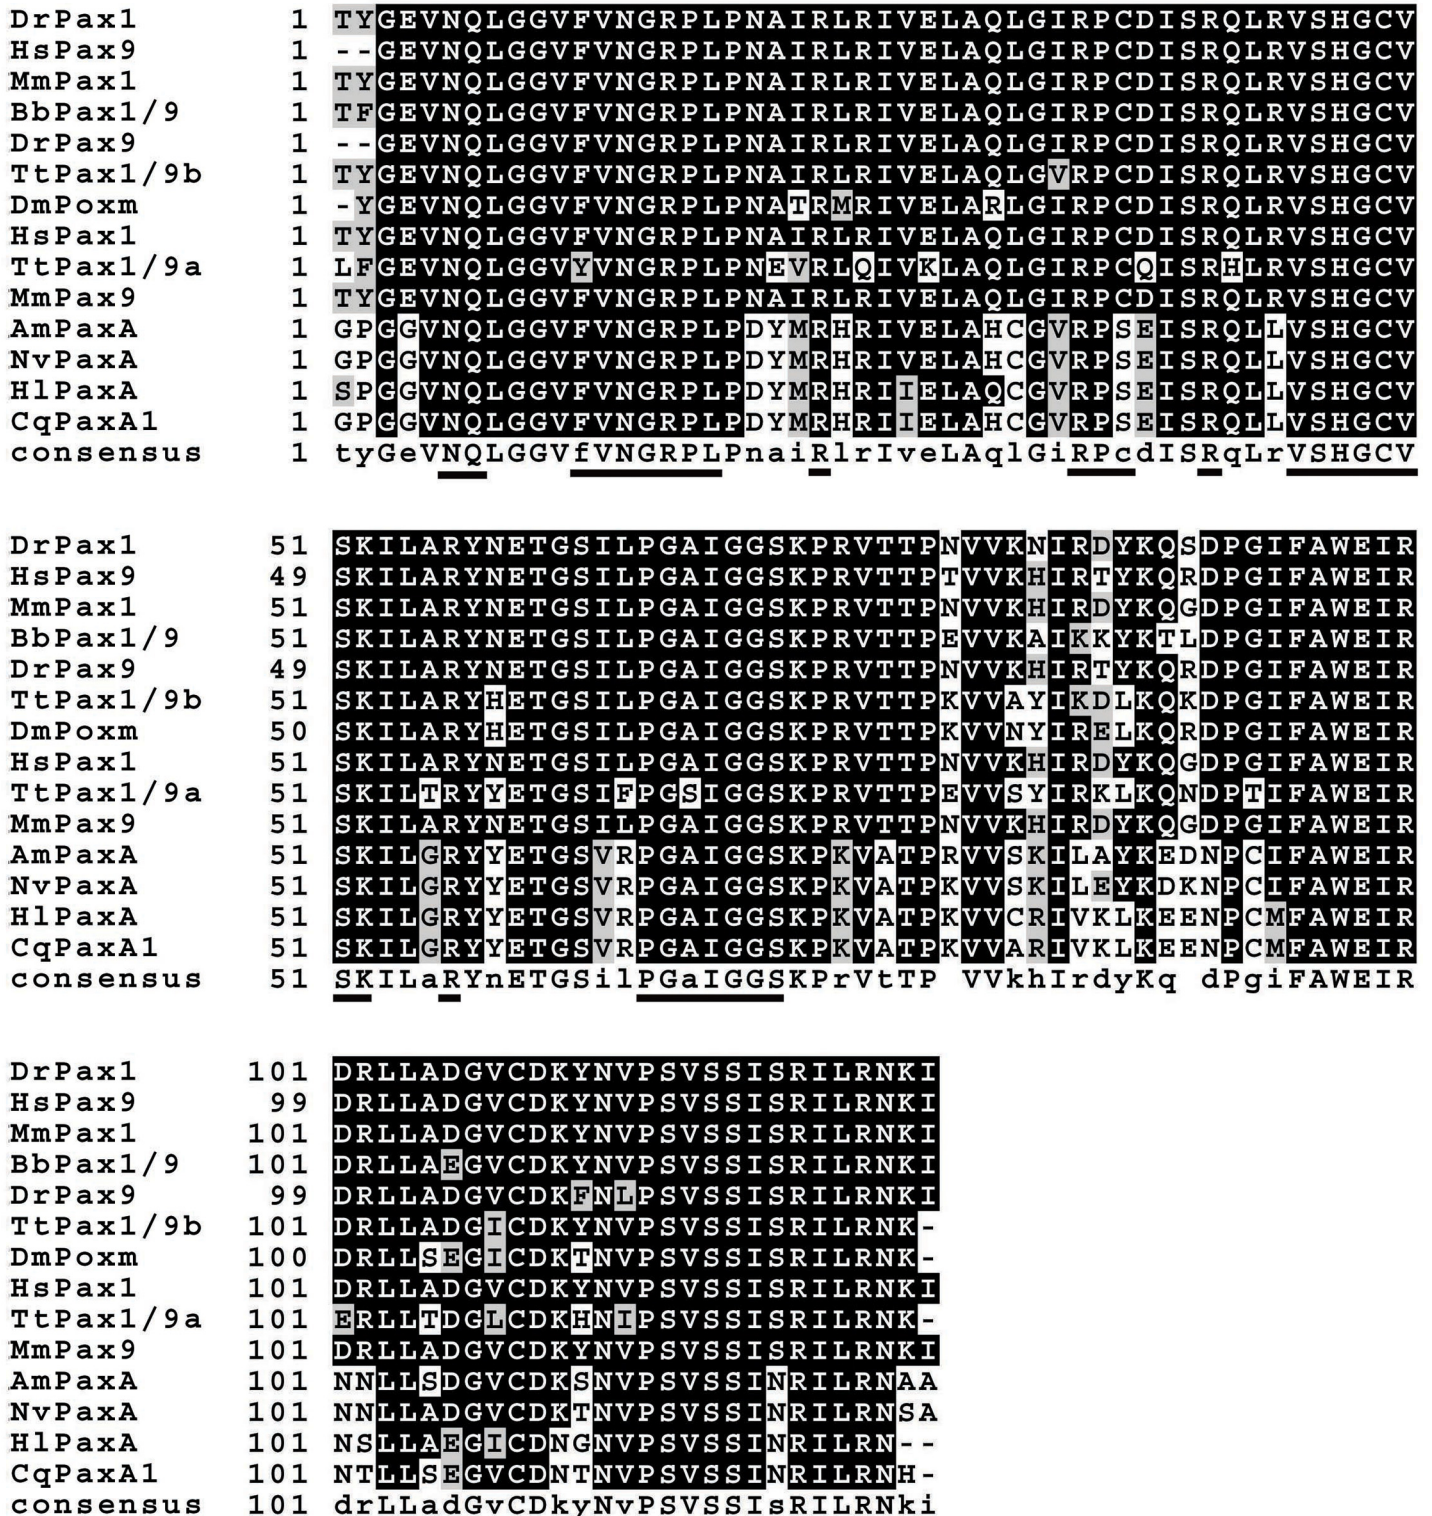 DrPax1 1 TYGEVNQLGGVFVNGRPLPNAIRLRIVELAQLGIRPCDISRQLRVSHGCV
HsPax9 1 --GEVNQLGGVFVNGRPLPNAIRLRIVELAQLGIRPCDISRQLRVSHGCV
MmPax1 1 TYGEVNQLGGVFVNGRPLPNAIRLRIVELAQLGIRPCDISRQLRVSHGCV
BbPax1/9 1 TFGEVNQLGGVFVNGRPLPNAIRLRIVELAQLGIRPCDISRQLRVSHGCV
DrPax9 1 --GEVNQLGGVFVNGRPLPNAIRLRIVELAQLGIRPCDISRQLRVSHGCV
TtPax1/9b 1 TYGEVNQLGGVFVNGRPLPNAIRLRIVELAQLGVRPCDISRQLRVSHGCV
DmPoxm 1 -YGEVNQLGGVFVNGRPLPNATRMRIVELARLGIRPCDISRQLRVSHGCV
HsPax1 1 TYGEVNQLGGVFVNGRPLPNAIRLRIVELAQLGIRPCDISRQLRVSHGCV
TtPax1/9a 1 LFGEVNQLGGVYVNGRPLPNEVRLQIVKLAQLGIRPCQISRHLRVSHGCV
MmPax9 1 TYGEVNQLGGVFVNGRPLPNAIRLRIVELAQLGIRPCDISRQLRVSHGCV
AmPaxA 1 GPGGVNQLGGVFVNGRPLPDYMRHRIVELAHCGVRPSEISRQLLVSHGCV
NvPaxA 1 GPGGVNQLGGVFVNGRPLPDYMRHRIVELAHCGVRPSEISRQLLVSHGCV
HlPaxA 1 SPGGVNQLGGVFVNGRPLPDYMRHRIIELAQCGVRPSEISRQLLVSHGCV
CqPaxA1 1 GPGGVNQLGGVFVNGRPLPDYMRHRIIELAHCGVRPSEISRQLLVSHGCV
consensus 1 tyGeVNQLGGVfVNGRPLPnaiRlrIveLAqlGiRPcdISRqLrVSHGCV
DrPax1 51 SKILARYNETGSILPGAIGGSKPRVTTPNVVKNIRDYKQSDPGIFAWEIR
HsPax9 49 SKILARYNETGSILPGAIGGSKPRVTTPTVVKHIRTYKQRDPGIFAWEIR
MmPax1 51 SKILARYNETGSILPGAIGGSKPRVTTPNVVKHIRDYKQGDPGIFAWEIR
BbPax1/9 51 SKILARYNETGSILPGAIGGSKPRVTTPEVVKAIKKYKTLDPGIFAWEIR
DrPax9 49 SKILARYNETGSILPGAIGGSKPRVTTPNVVKHIRTYKQRDPGIFAWEIR
TtPax1/9b 51 SKILARYHETGSILPGAIGGSKPRVTTPKVVAYIKDLKQKDPGIFAWEIR
DmPoxm 50 SKILARYHETGSILPGAIGGSKPRVTTPKVVNYIRELKQRDPGIFAWEIR
HsPax1 51 SKILARYNETGSILPGAIGGSKPRVTTPNVVKHIRDYKQGDPGIFAWEIR
TtPax1/9a 51 SKILTRYYETGSIFPGSIGGSKPRVTTPEVVSYIRKLKQNDPTIFAWEIR
MmPax9 51 SKILARYNETGSILPGAIGGSKPRVTTPNVVKHIRDYKQGDPGIFAWEIR
AmPaxA 51 SKILGRYYETGSVRPGAIGGSKPKVATPRVVSKILAYKEDNPCIFAWEIR
NvPaxA 51 SKILGRYYETGSVRPGAIGGSKPKVATPKVVSKILEYKDKNPCIFAWEIR
HlPaxA 51 SKILGRYYETGSVRPGAIGGSKPKVATPKVVCRIVKLKEENPCMFAWEIR
CqPaxA1 51 SKILGRYYETGSVRPGAIGGSKPKVATPKVVARIVKLKEENPCMFAWEIR
consensus 51 SKILaRYnETGSilPGaIGGSKPrVtTP VVkhIrdyKq dPgiFAWEIR
DrPax1 101 DRLLADGVCDKYNVPSVSSISRILRNKI
HsPax9 99 DRLLADGVCDKYNVPSVSSISRILRNKI
MmPax1 101 DRLLADGVCDKYNVPSVSSISRILRNKI
BbPax1/9 101 DRLLAEGVCDKYNVPSVSSISRILRNKI
DrPax9 99 DRLLADGVCDKFNLPSVSSISRILRNKI
TtPax1/9b 101 DRLLADGICDKYNVPSVSSISRILRNK-
DmPoxm 100 DRLLSEGICDKTNVPSVSSISRILRNK-
HsPax1 101 DRLLADGVCDKYNVPSVSSISRILRNKI
TtPax1/9a 101 ERLLTDGLCDKHNIPSVSSISRILRNK-
MmPax9 101 DRLLADGVCDKYNVPSVSSISRILRNKI
AmPaxA 101 NNLLSDGVCDKSNVPSVSSINRILRNAA
NvPaxA 101 NNLLADGVCDKTNVPSVSSINRILRNSA
HlPaxA 101 NSLLAEGICDNGNVPSVSSINRILRN--
CqPaxA1 101 NTLLSEGVCDNTNVPSVSSINRILRNH-
consensus 101 drLLadGvCDkyNvPSVSSIsRILRNki